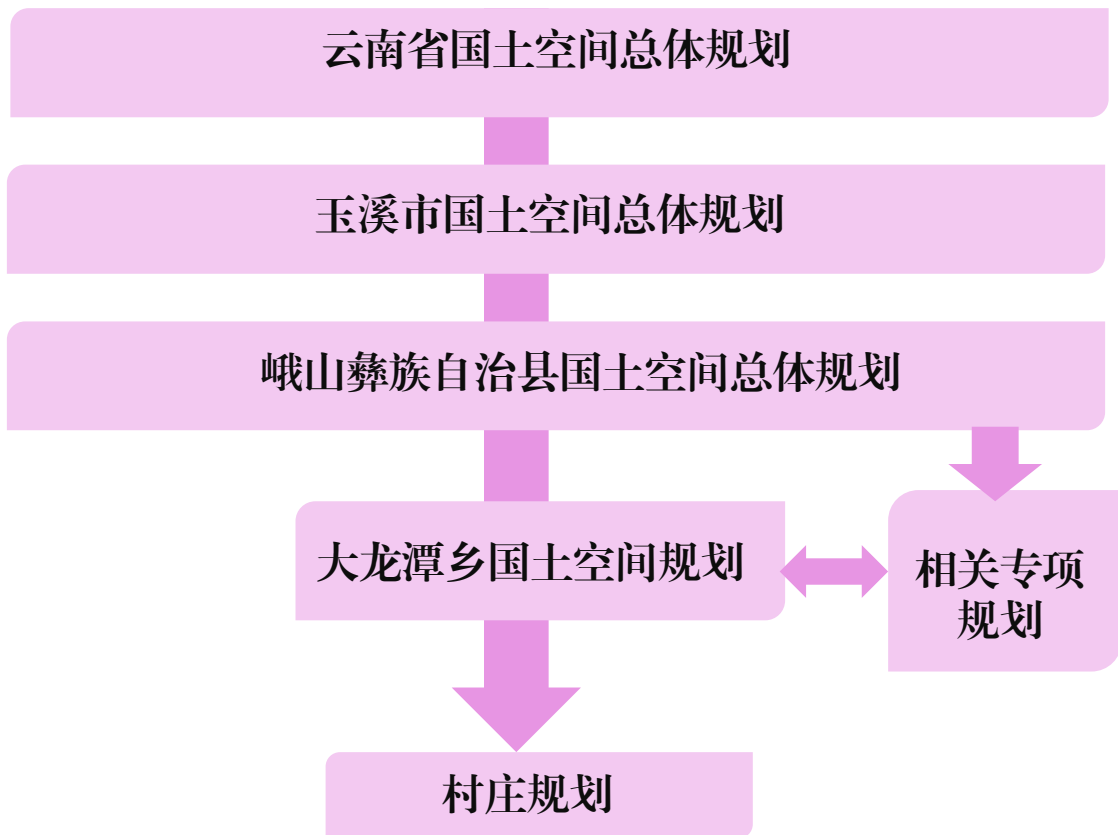 云南省国土空间总体规划
玉溪市国土空间总体规划
峨山彝族自治县国土空间总体规划
大龙潭乡国土空间规划
相关专项
规划
村庄规划